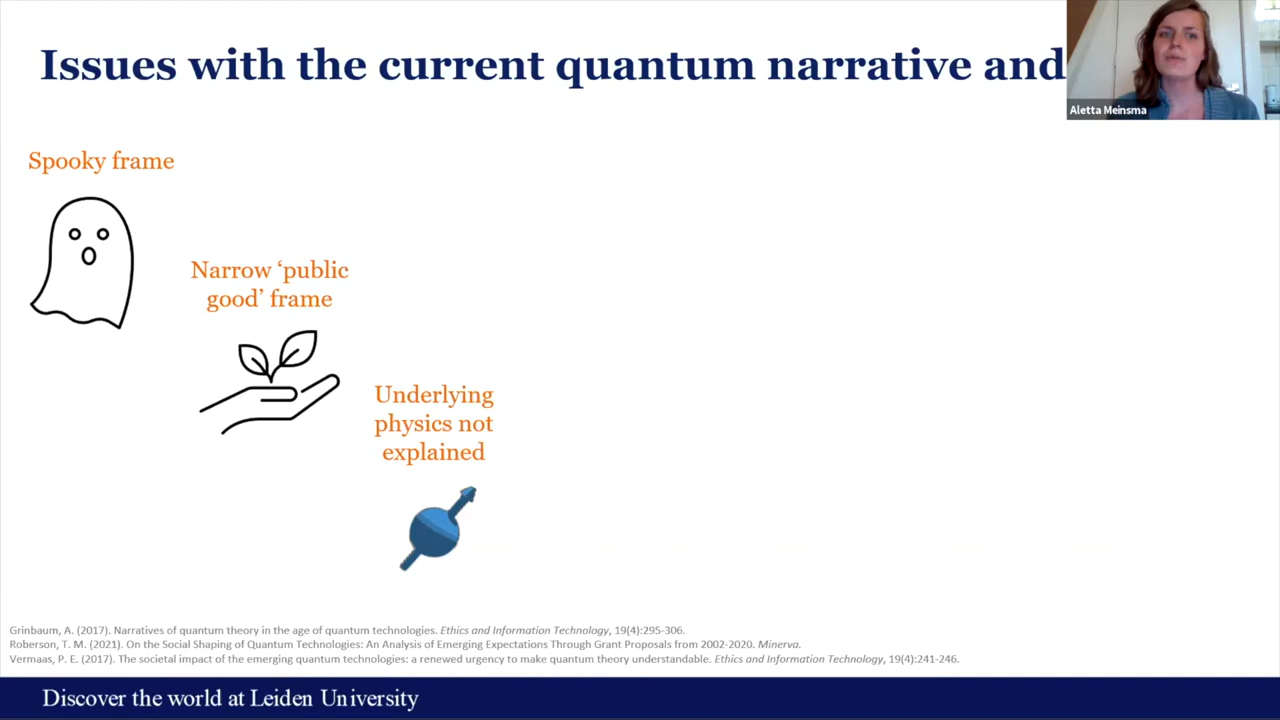 Issues with the current quantum narrative and
Aletta Meinsma
Spooky frame
Narrow ‘public
good’ frame
Underlying
physics not
explained
Grinbaum, A. (2017). Narratives of quantum theory in the age of quantum technologies. Ethics and Information Technology, 19(4):295-306.
Roberson, T. M. (2021). On the Social Shaping of Quantum Technologies: An Analysis of Emerging Expectations Through Grant Proposals from 2002-2020. Minerva.
Vermaas, P. E. (2017). The societal impact of the emerging quantum technologies: a renewed urgency to make quantum theory understandable. Ethics and Information Technology, 19(4):241-246.
Discover the world at Leiden University